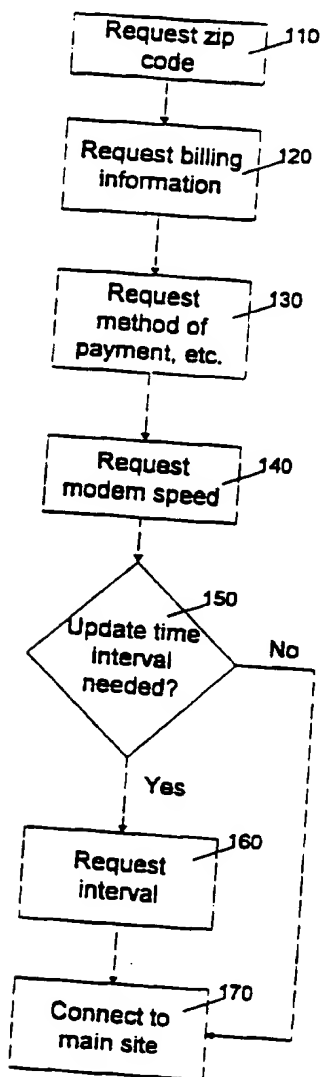 Request zip
code
110
Request billing
information
120
Request
method of
payment, etc.
130
Request
modem speed
140
150
Update time
interval
needed?
No
Yes
Request
interval
160
Connect to
main site
170